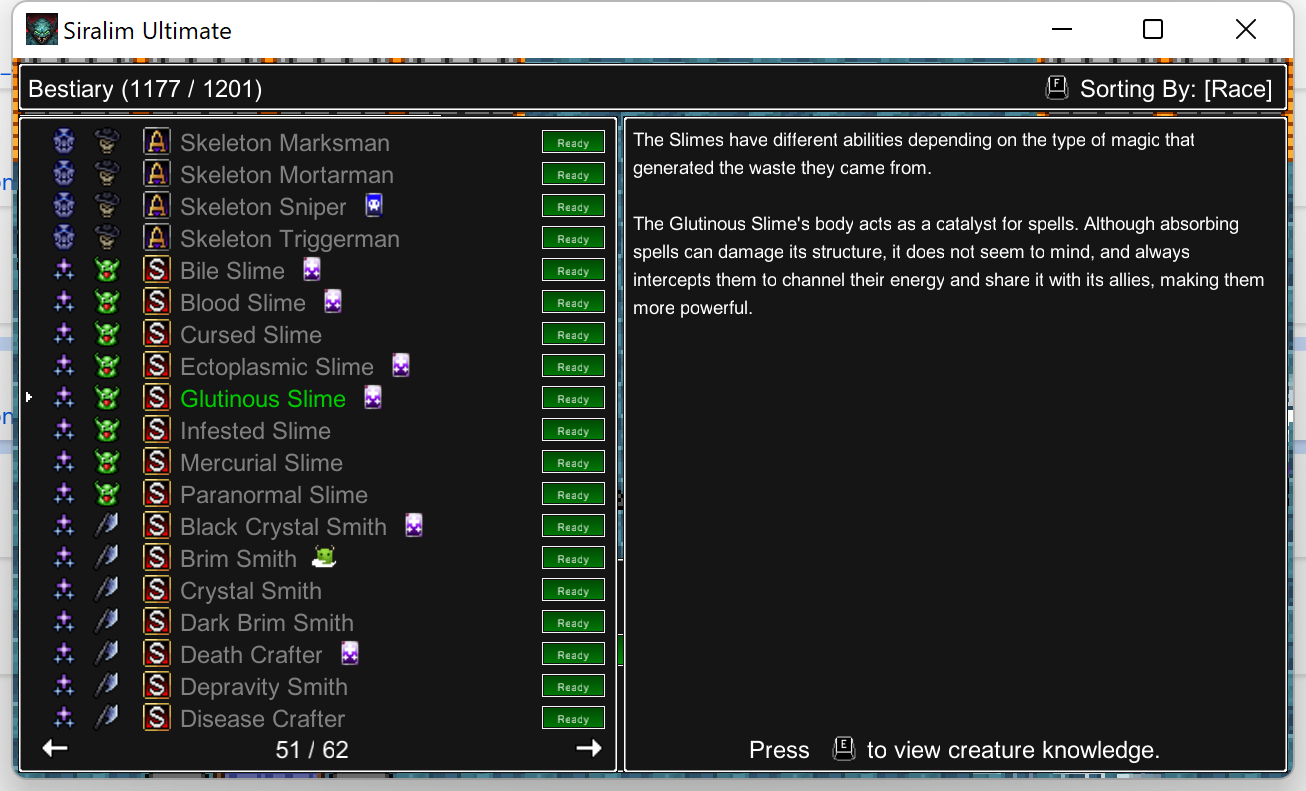 Siralim Ultimate
Bestiary (1177 / 1201)
F Sorting By: [Race]
A Skeleton Marksman Ready
A Skeleton Mortarman Ready
A Skeleton Sniper Ready
A Skeleton Triggerman Ready
S Bile Slime Ready
S Blood Slime Ready
S Cursed Slime Ready
S Ectoplasmic Slime Ready
S Glutinous Slime Ready
S Infested Slime Ready
S Mercurial Slime Ready
S Paranormal Slime Ready
S Black Crystal Smith Ready
S Brim Smith Ready
S Crystal Smith Ready
S Dark Brim Smith Ready
S Death Crafter Ready
S Depravity Smith Ready
S Disease Crafter Ready
51 / 62
The Slimes have different abilities depending on the type of magic that
generated the waste they came from.
The Glutinous Slime's body acts as a catalyst for spells. Although absorbing
spells can damage its structure, it does not seem to mind, and always
intercepts them to channel their energy and share it with its allies, making them
more powerful.
Press E to view creature knowledge.